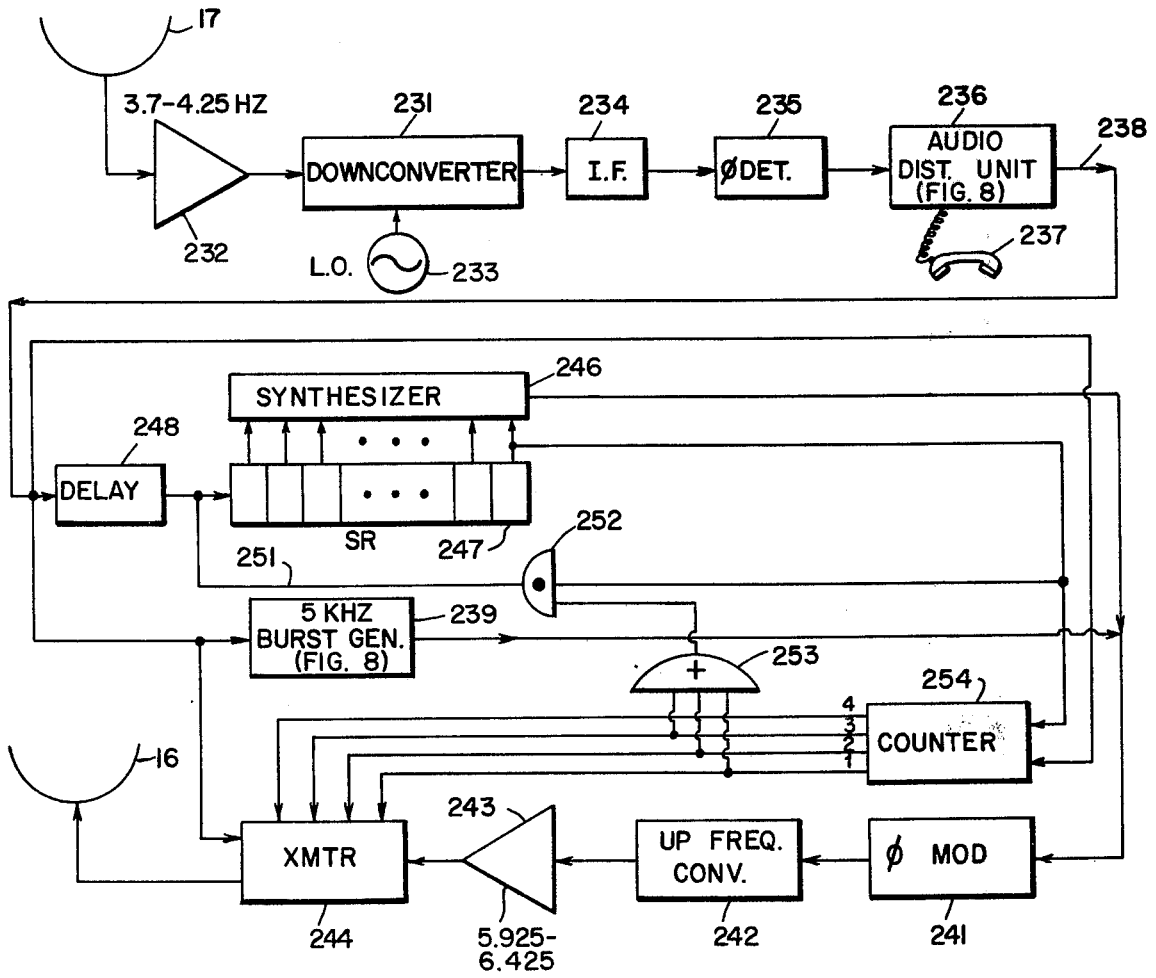 17
3.7-4.25 HZ
231
234
235
236
238
DOWNCONVERTER
I.F.
Ø DET.
AUDIO
DIST. UNIT
(FIG. 8)
232
L.O.
233
237
246
SYNTHESIZER
248
DELAY
SR
247
252
251
5 KHZ
BURST GEN.
(FIG. 8)
239
+
253
254
4
3
2
1
COUNTER
16
243
XMTR
UP FREQ.
CONV.
Ø MOD
244
5.925-
6.425
242
241